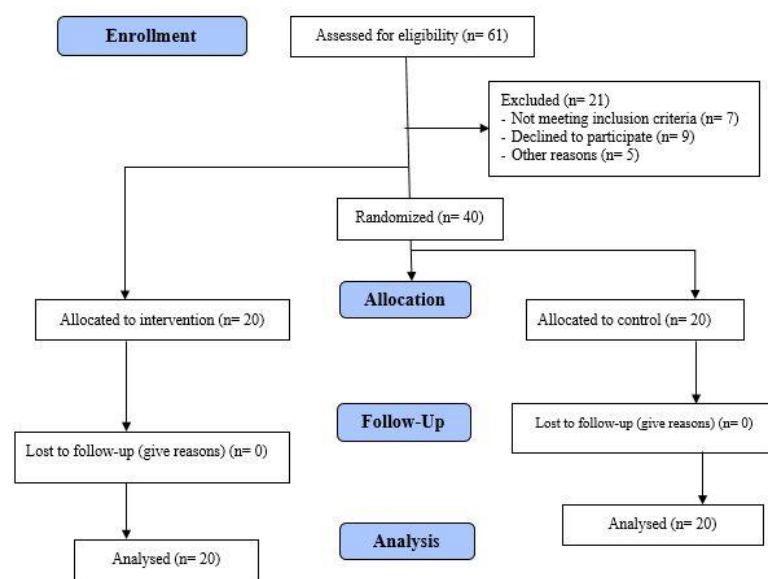 Enrollment
Assessed for eligibility (n= 61)
Excluded (n= 21)
- Not meeting inclusion criteria (n= 7)
- Declined to participate (n= 9)
- Other reasons (n= 5)
Randomized (n= 40)
Allocation
Allocated to intervention (n= 20)
Allocated to control (n= 20)
Follow-Up
Lost to follow-up (give reasons) (n= 0)
Lost to follow-up (give reasons) (n= 0)
Analysed (n= 20)
Analysed (n= 20)
Analysis